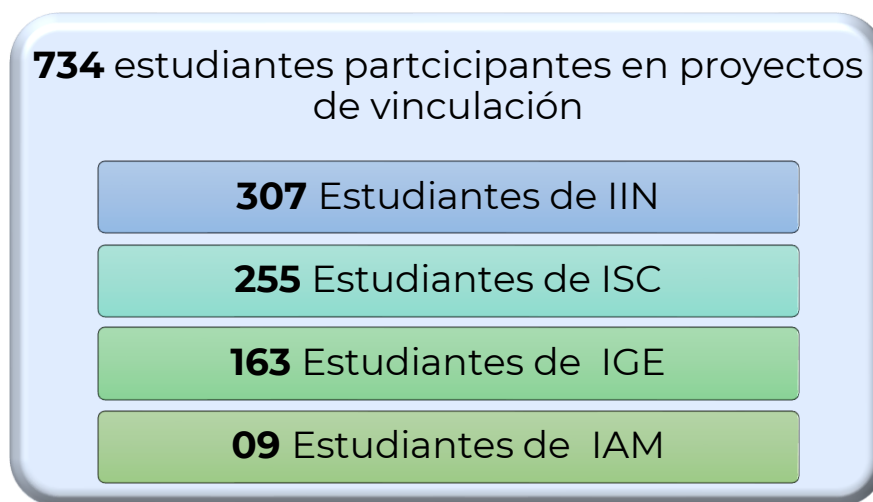 734 estudiantes partcicipantes en proyectos
de vinculación
307 Estudiantes de IIN
255 Estudiantes de ISC
163 Estudiantes de IGE
09 Estudiantes de IAM